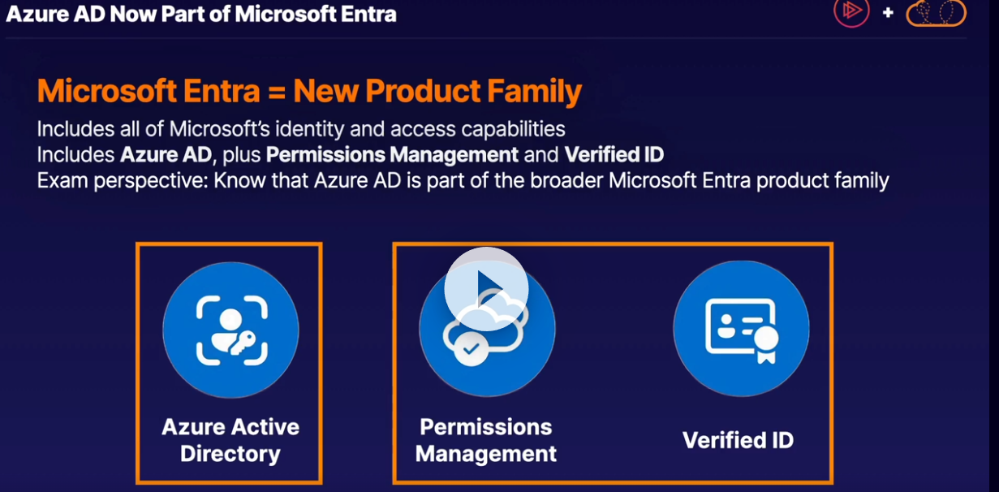 Azure AD Now Part of Microsoft Entra
+
Microsoft Entra = New Product Family
Includes all of Microsoft's identity and access capabilities
Includes Azure AD, plus Permissions Management and Verified ID
Exam perspective: Know that Azure AD is part of the broader Microsoft Entra product family
Azure Active
Directory
Permissions
Management
Verified ID